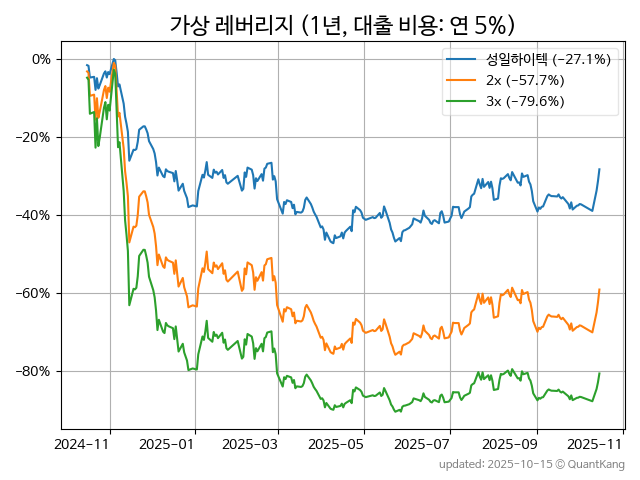 가상 레버리지 (1년, 대출 비용: 연 5%)
성일하이텍 (−27.1%)
2x (−57.7%)
3x (−79.6%)
0%
−20%
−40%
−60%
−80%
2024-11 2025-01 2025-03 2025-05 2025-07 2025-09 2025-11
updated: 2025-10-15 © QuantKang